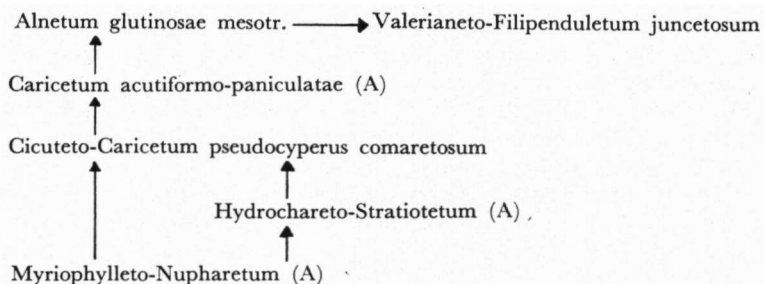 Alnetum glutinosae mesotr. Valerianeto-Filipenduletum juncetosum
Caricetum acutiformo-paniculatae (A)
Cicuteto-Caricetum pseudocyperus comaretosum
Hydrochareto-Stratiotetum (A)
Myriophylleto-Nupharetum (A)